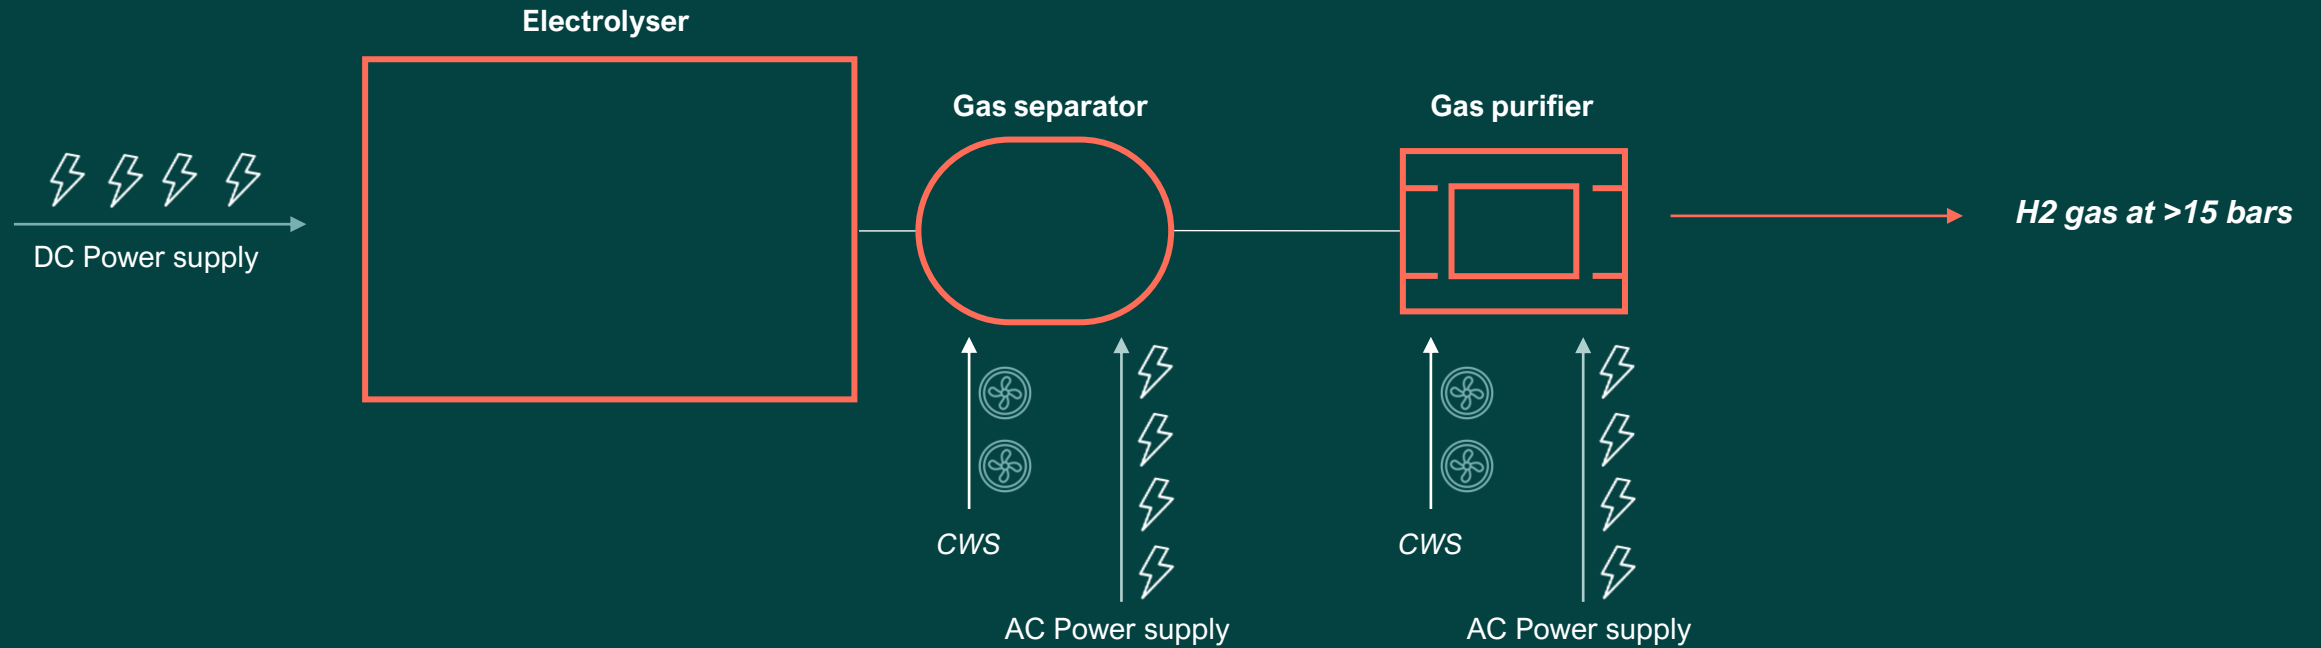 Electrolyser
Gas separator
Gas purifier
DC Power supply
H2 gas at >15 bars
CWS
CWS
AC Power supply
AC Power supply